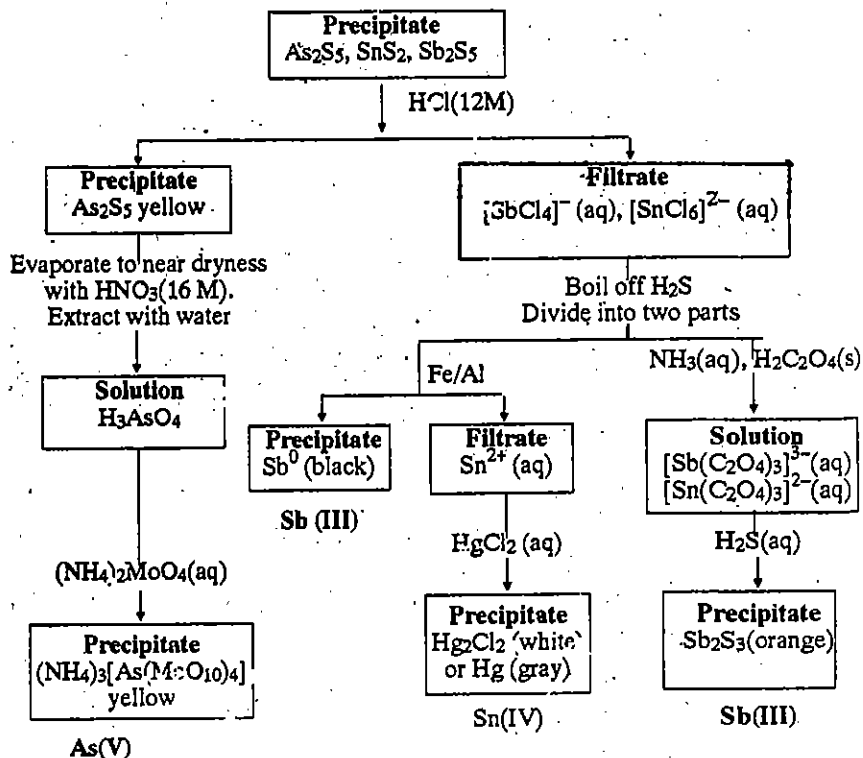 Precipitate
As2S5, SnS2, Sb2S5
HCl(12M)
Precipitate
As2S5 yellow
Filtrate
[SbCl4]⁻ (aq), [SnCl6]²⁻ (aq)
Evaporate to near dryness
with HNO3(16 M).
Extract with water
Boil off H2S
Divide into two parts
Fe/Al
NH3(aq), H2C2O4(s)
Solution
H3AsO4
Precipitate
Sb⁰ (black)
Sb (III)
Filtrate
Sn²⁺ (aq)
Solution
[Sb(C2O4)3]³⁻(aq)
[Sn(C2O4)3]²⁻(aq)
HgCl2 (aq)
H2S(aq)
(NH4)2MoO4(aq)
Precipitate
(NH4)3[As(MoO10)4]
yellow
As(V)
Precipitate
Hg2Cl2 (white)
or Hg (gray)
Sn(IV)
Precipitate
Sb2S3(orange)
Sb(III)